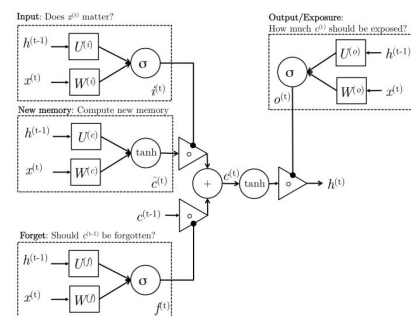 Input: Does x^(t) matter?
h^(t-1)
U^(i)
x^(t)
W^(i)
σ
i^(t)
New memory: Compute new memory
h^(t-1)
U^(c)
x^(t)
W^(c)
tanh
c̃^(t)
Forget: Should c^(t-1) be forgotten?
h^(t-1)
U^(f)
x^(t)
W^(f)
σ
f^(t)
c^(t-1)
+
c^(t)
tanh
h^(t)
Output/Exposure:
How much c^(t) should be exposed?
σ
o^(t)
U^(o)
h^(t-1)
W^(o)
x^(t)